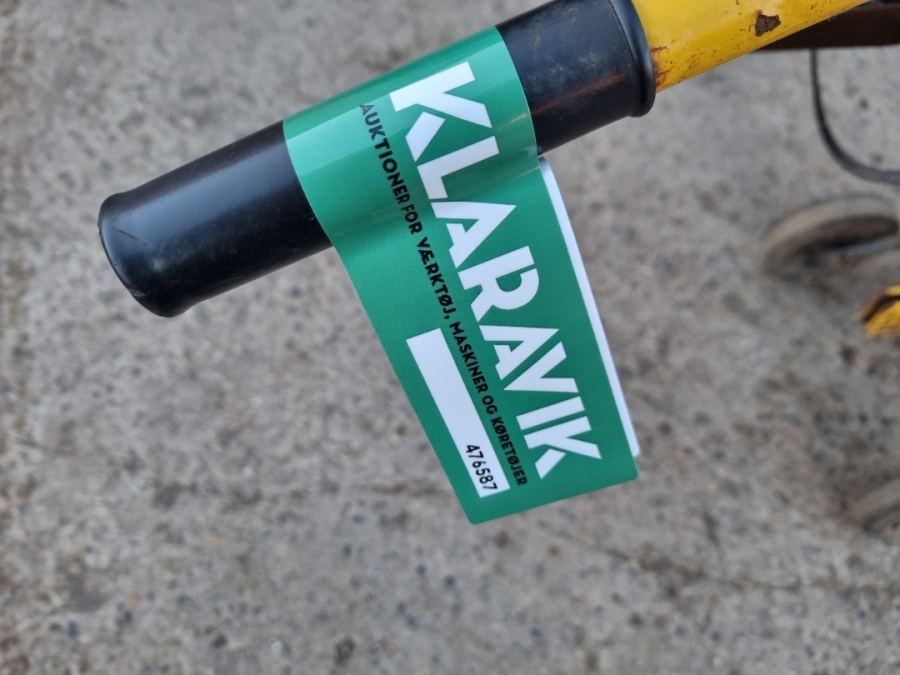 KLARAVIK
AUKTIONER FOR VÆRKTØJ, MASKINER OG KØRETØJER
476587